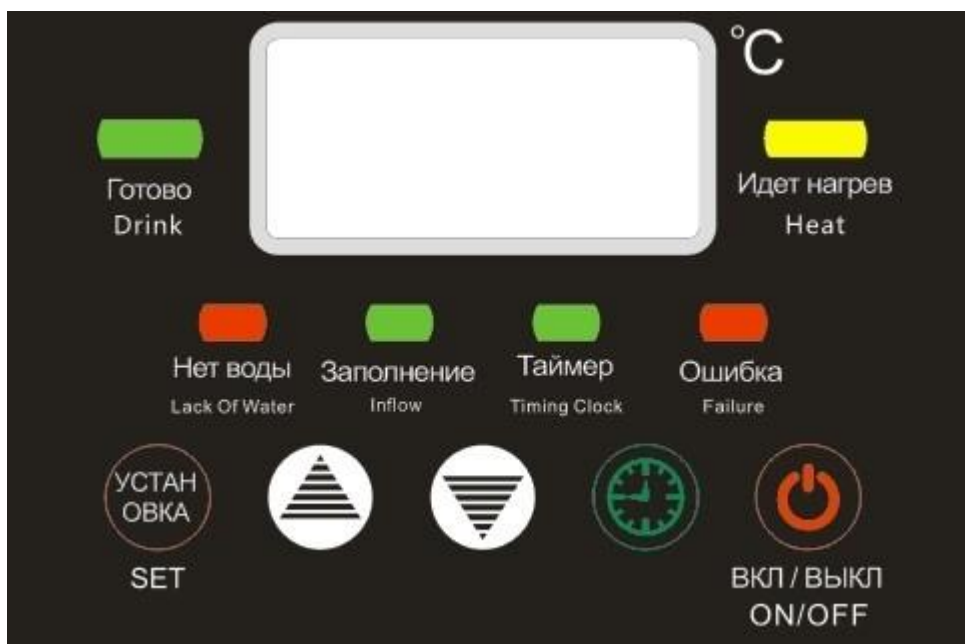 °C
Готово
Drink
Идет нагрев
Heat
Нет воды
Lack Of Water
Заполнение
Inflow
Таймер
Timing Clock
Ошибка
Failure
УСТАН
ОВКА
SET
ВКЛ / ВЫКЛ
ON/OFF